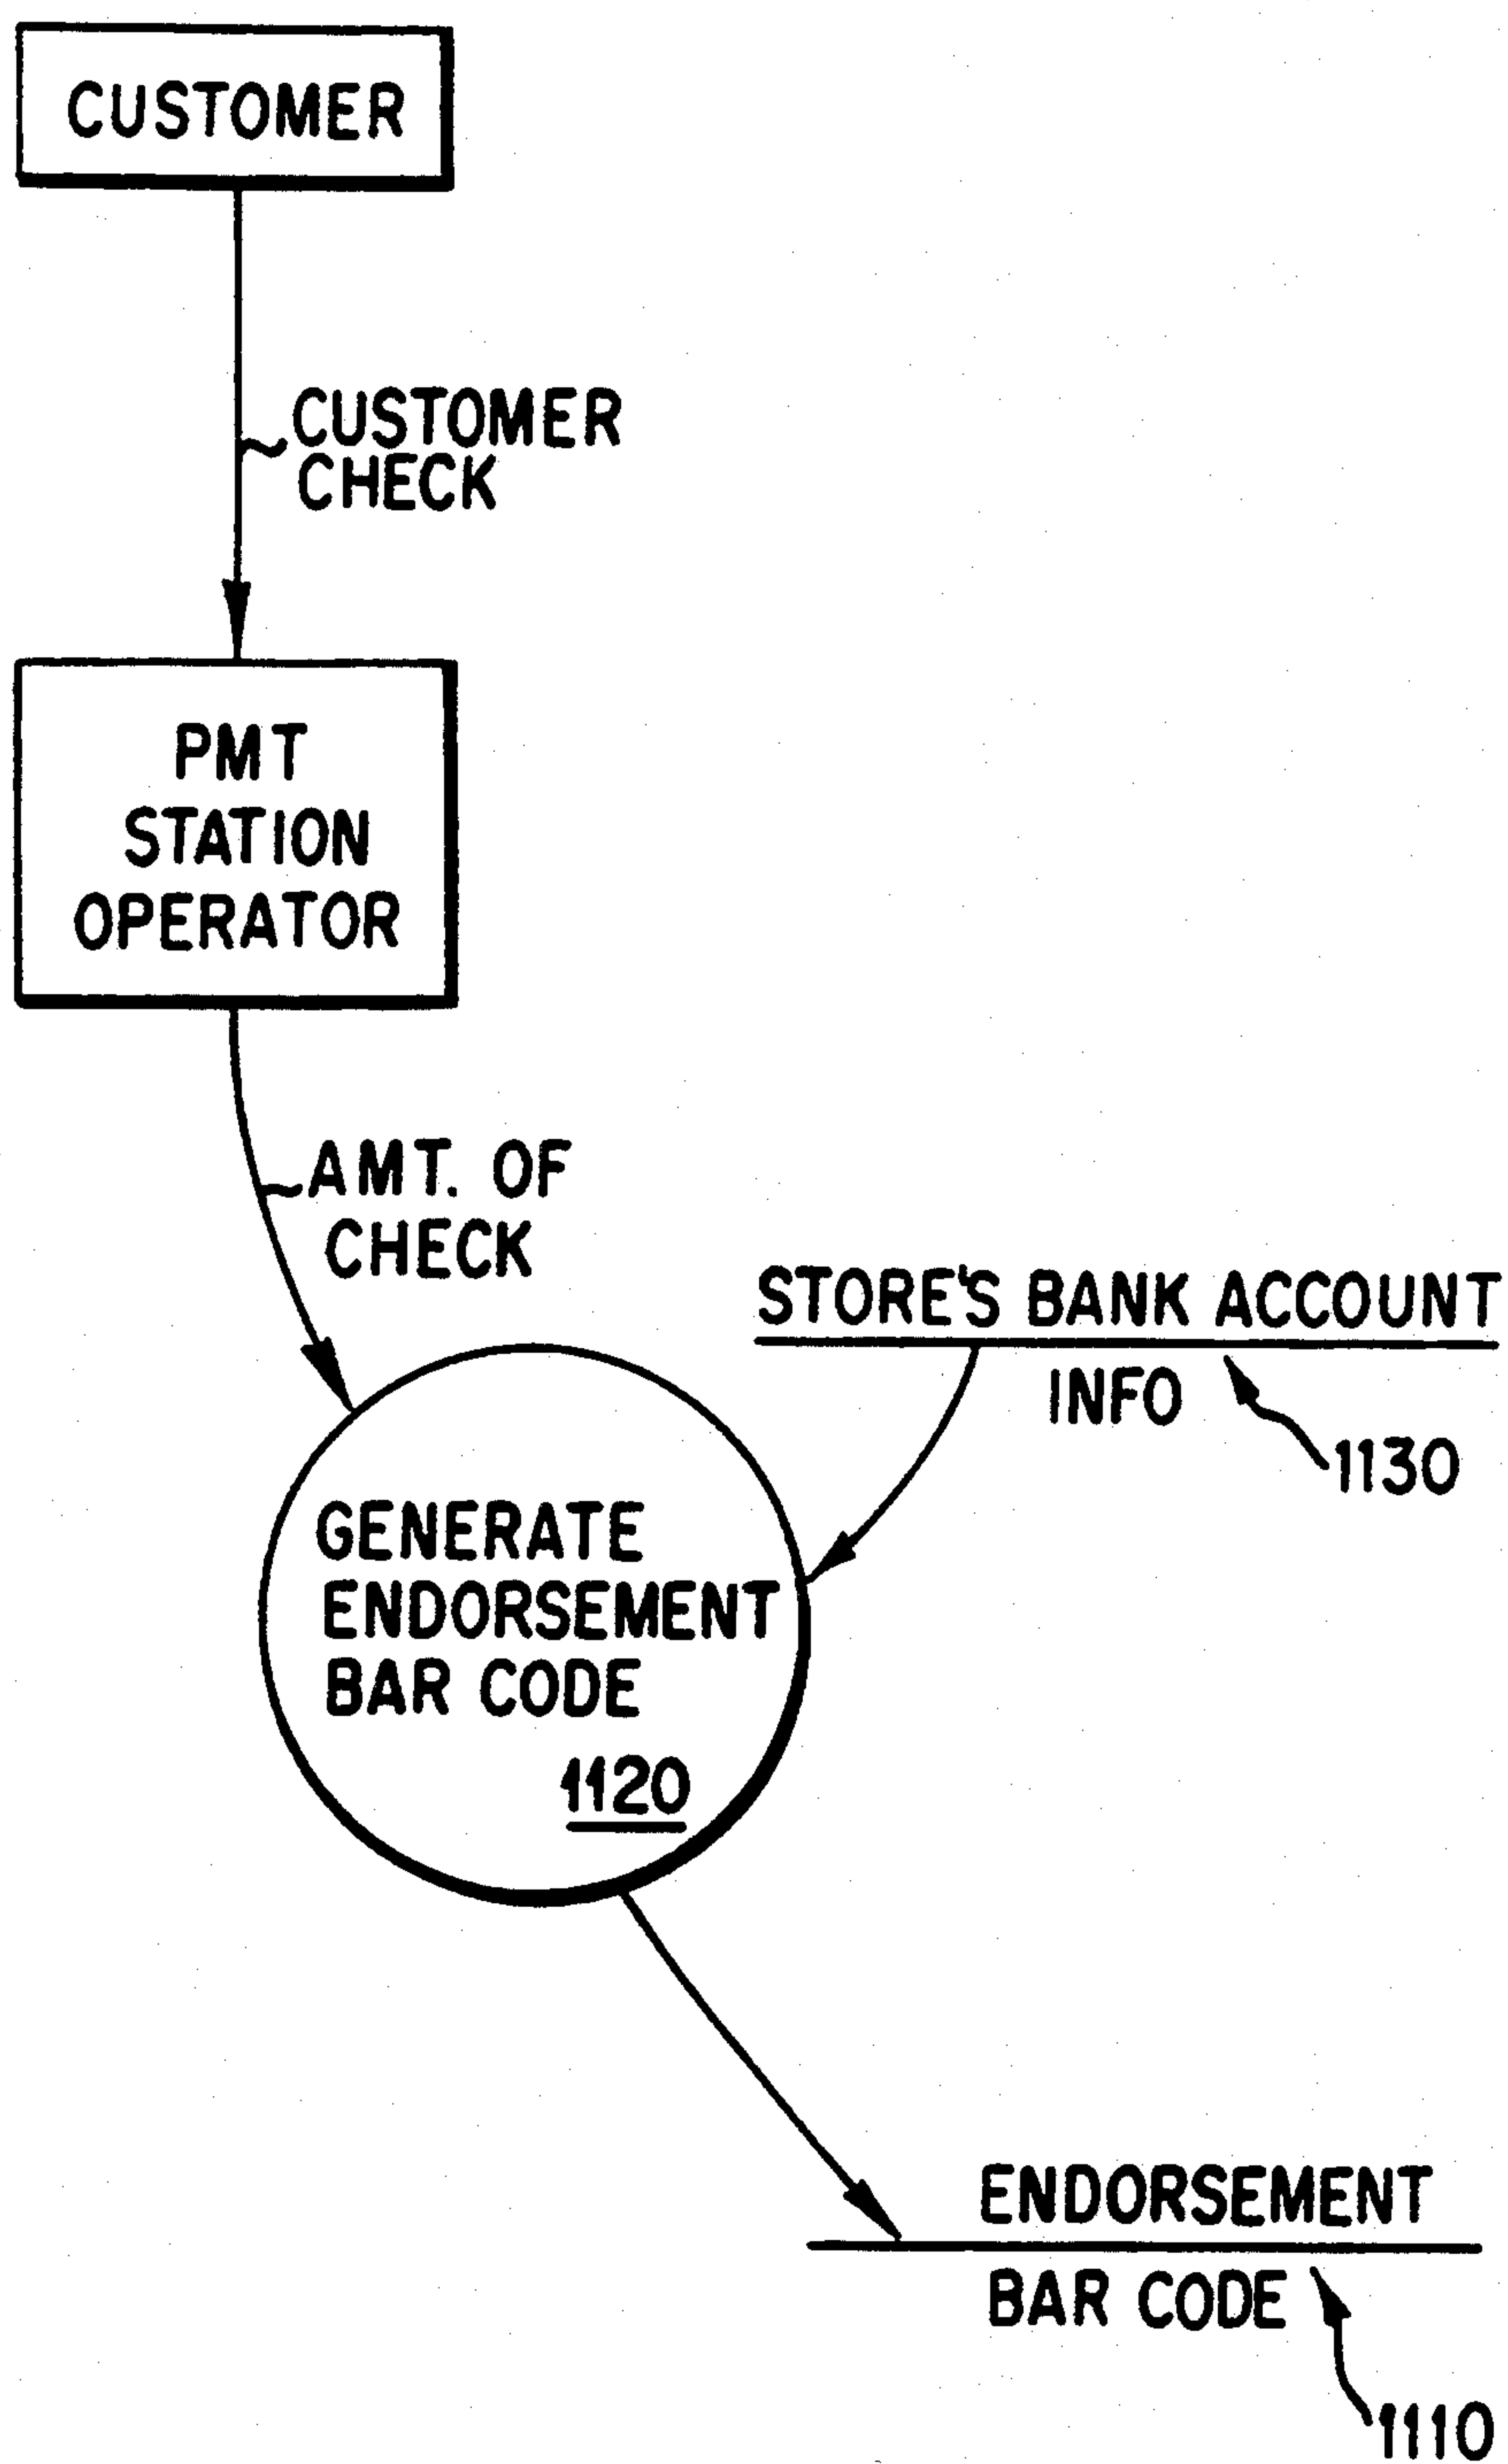 CUSTOMER
CUSTOMER
CHECK
PMT
STATION
OPERATOR
AMT. OF
CHECK
STORE'S BANK ACCOUNT
INFO
1130
GENERATE
ENDORSEMENT
BAR CODE
1120
ENDORSEMENT
BAR CODE
1110